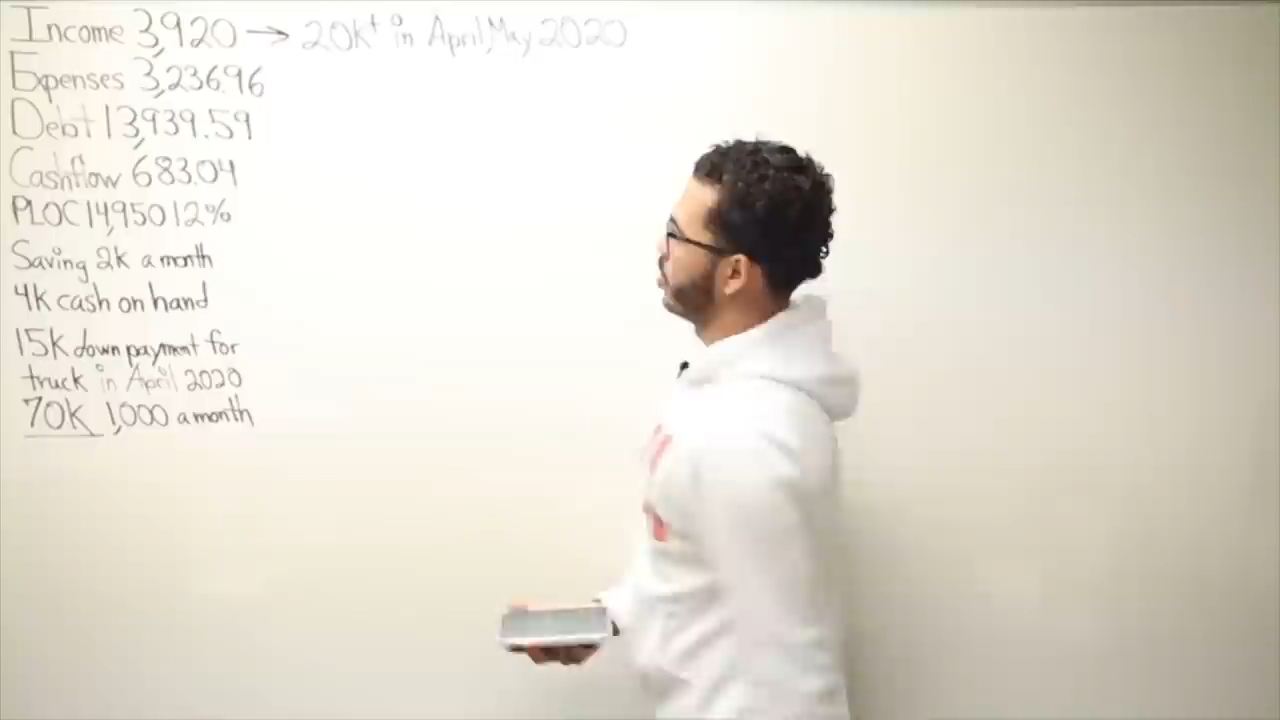 Income 3,920 → 20k+ in April, May 2020
Expenses 3,236.96
Debt 13,939.59
Cashflow 683.04
PLOC 14,950 12%
Saving 2k a month
4k cash on hand
15K down payment for
truck in April 2020
70K 1,000 a month